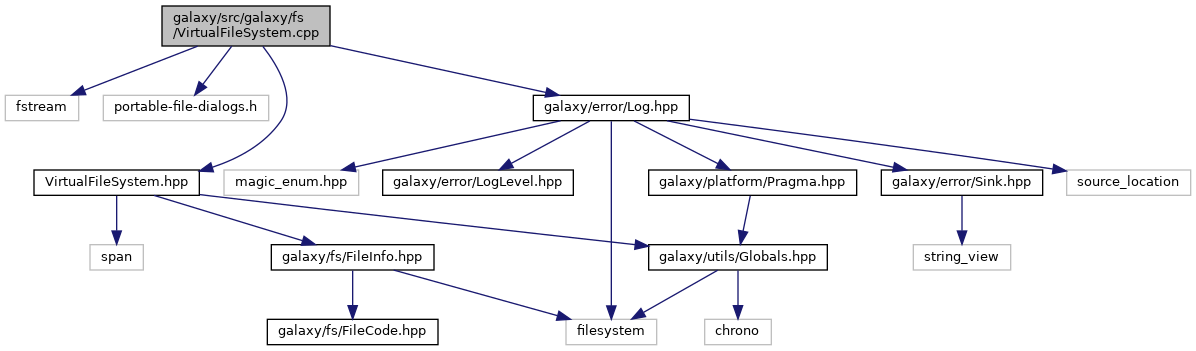 galaxy/src/galaxy/fs
/VirtualFileSystem.cpp
fstream
portable-file-dialogs.h
galaxy/error/Log.hpp
VirtualFileSystem.hpp
magic_enum.hpp
galaxy/error/LogLevel.hpp
galaxy/platform/Pragma.hpp
galaxy/error/Sink.hpp
source_location
span
galaxy/fs/FileInfo.hpp
galaxy/utils/Globals.hpp
string_view
galaxy/fs/FileCode.hpp
filesystem
chrono